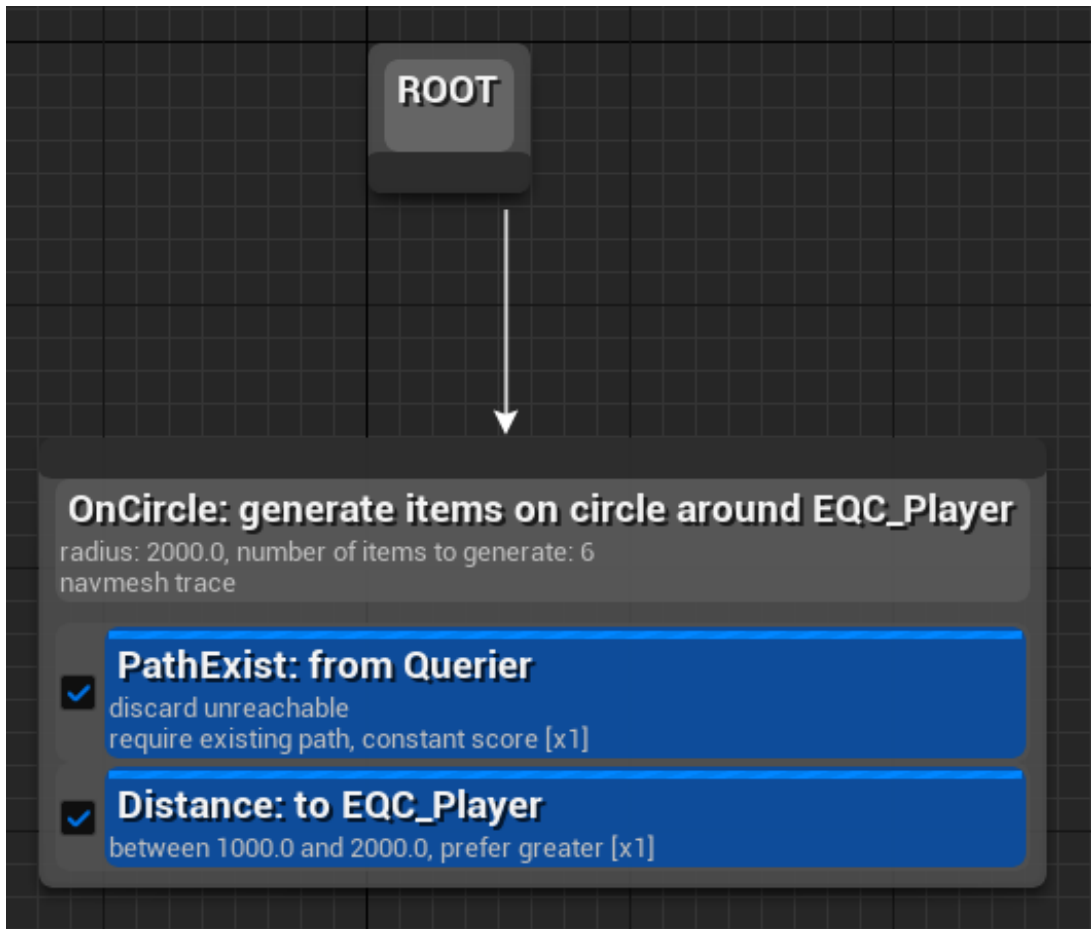 ROOT
OnCircle: generate items on circle around EQC_Player
radius: 2000.0, number of items to generate: 6
navmesh trace
PathExist: from Querier
discard unreachable
require existing path, constant score [x1]
Distance: to EQC_Player
between 1000.0 and 2000.0, prefer greater [x1]